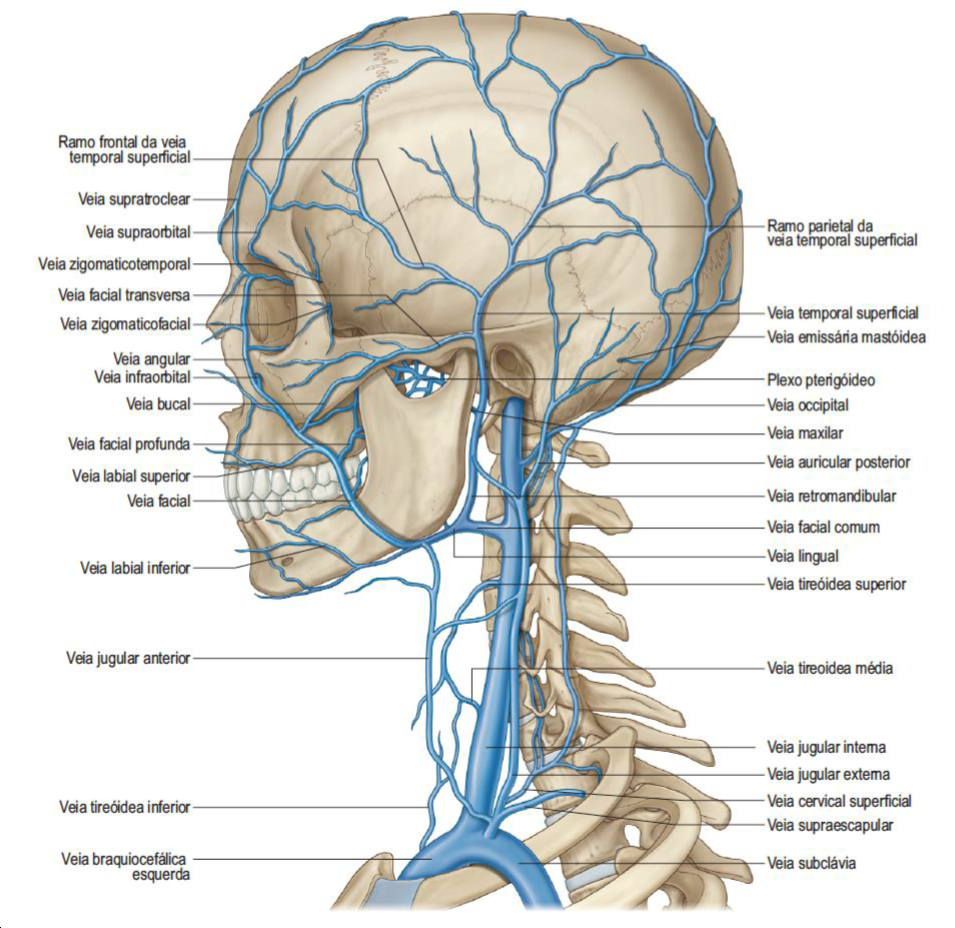 Ramo frontal da veia
temporal superficial
Veia supratroclear
Veia supraorbital
Veia zigomaticotemporal
Veia facial transversa
Veia zigomaticofacial
Veia angular
Veia infraorbital
Veia bucal
Veia facial profunda
Veia labial superior
Veia facial
Veia labial inferior
Veia jugular anterior
Veia tireóidea inferior
Veia braquiocefálica
esquerda
Ramo parietal da
veia temporal superficial
Veia temporal superficial
Veia emissária mastóidea
Plexo pterigóideo
Veia occipital
Veia maxilar
Veia auricular posterior
Veia retromandibular
Veia facial comum
Veia lingual
Veia tireóidea superior
Veia tireoidea média
Veia jugular interna
Veia jugular externa
Veia cervical superficial
Veia supraescapular
Veia subclávia